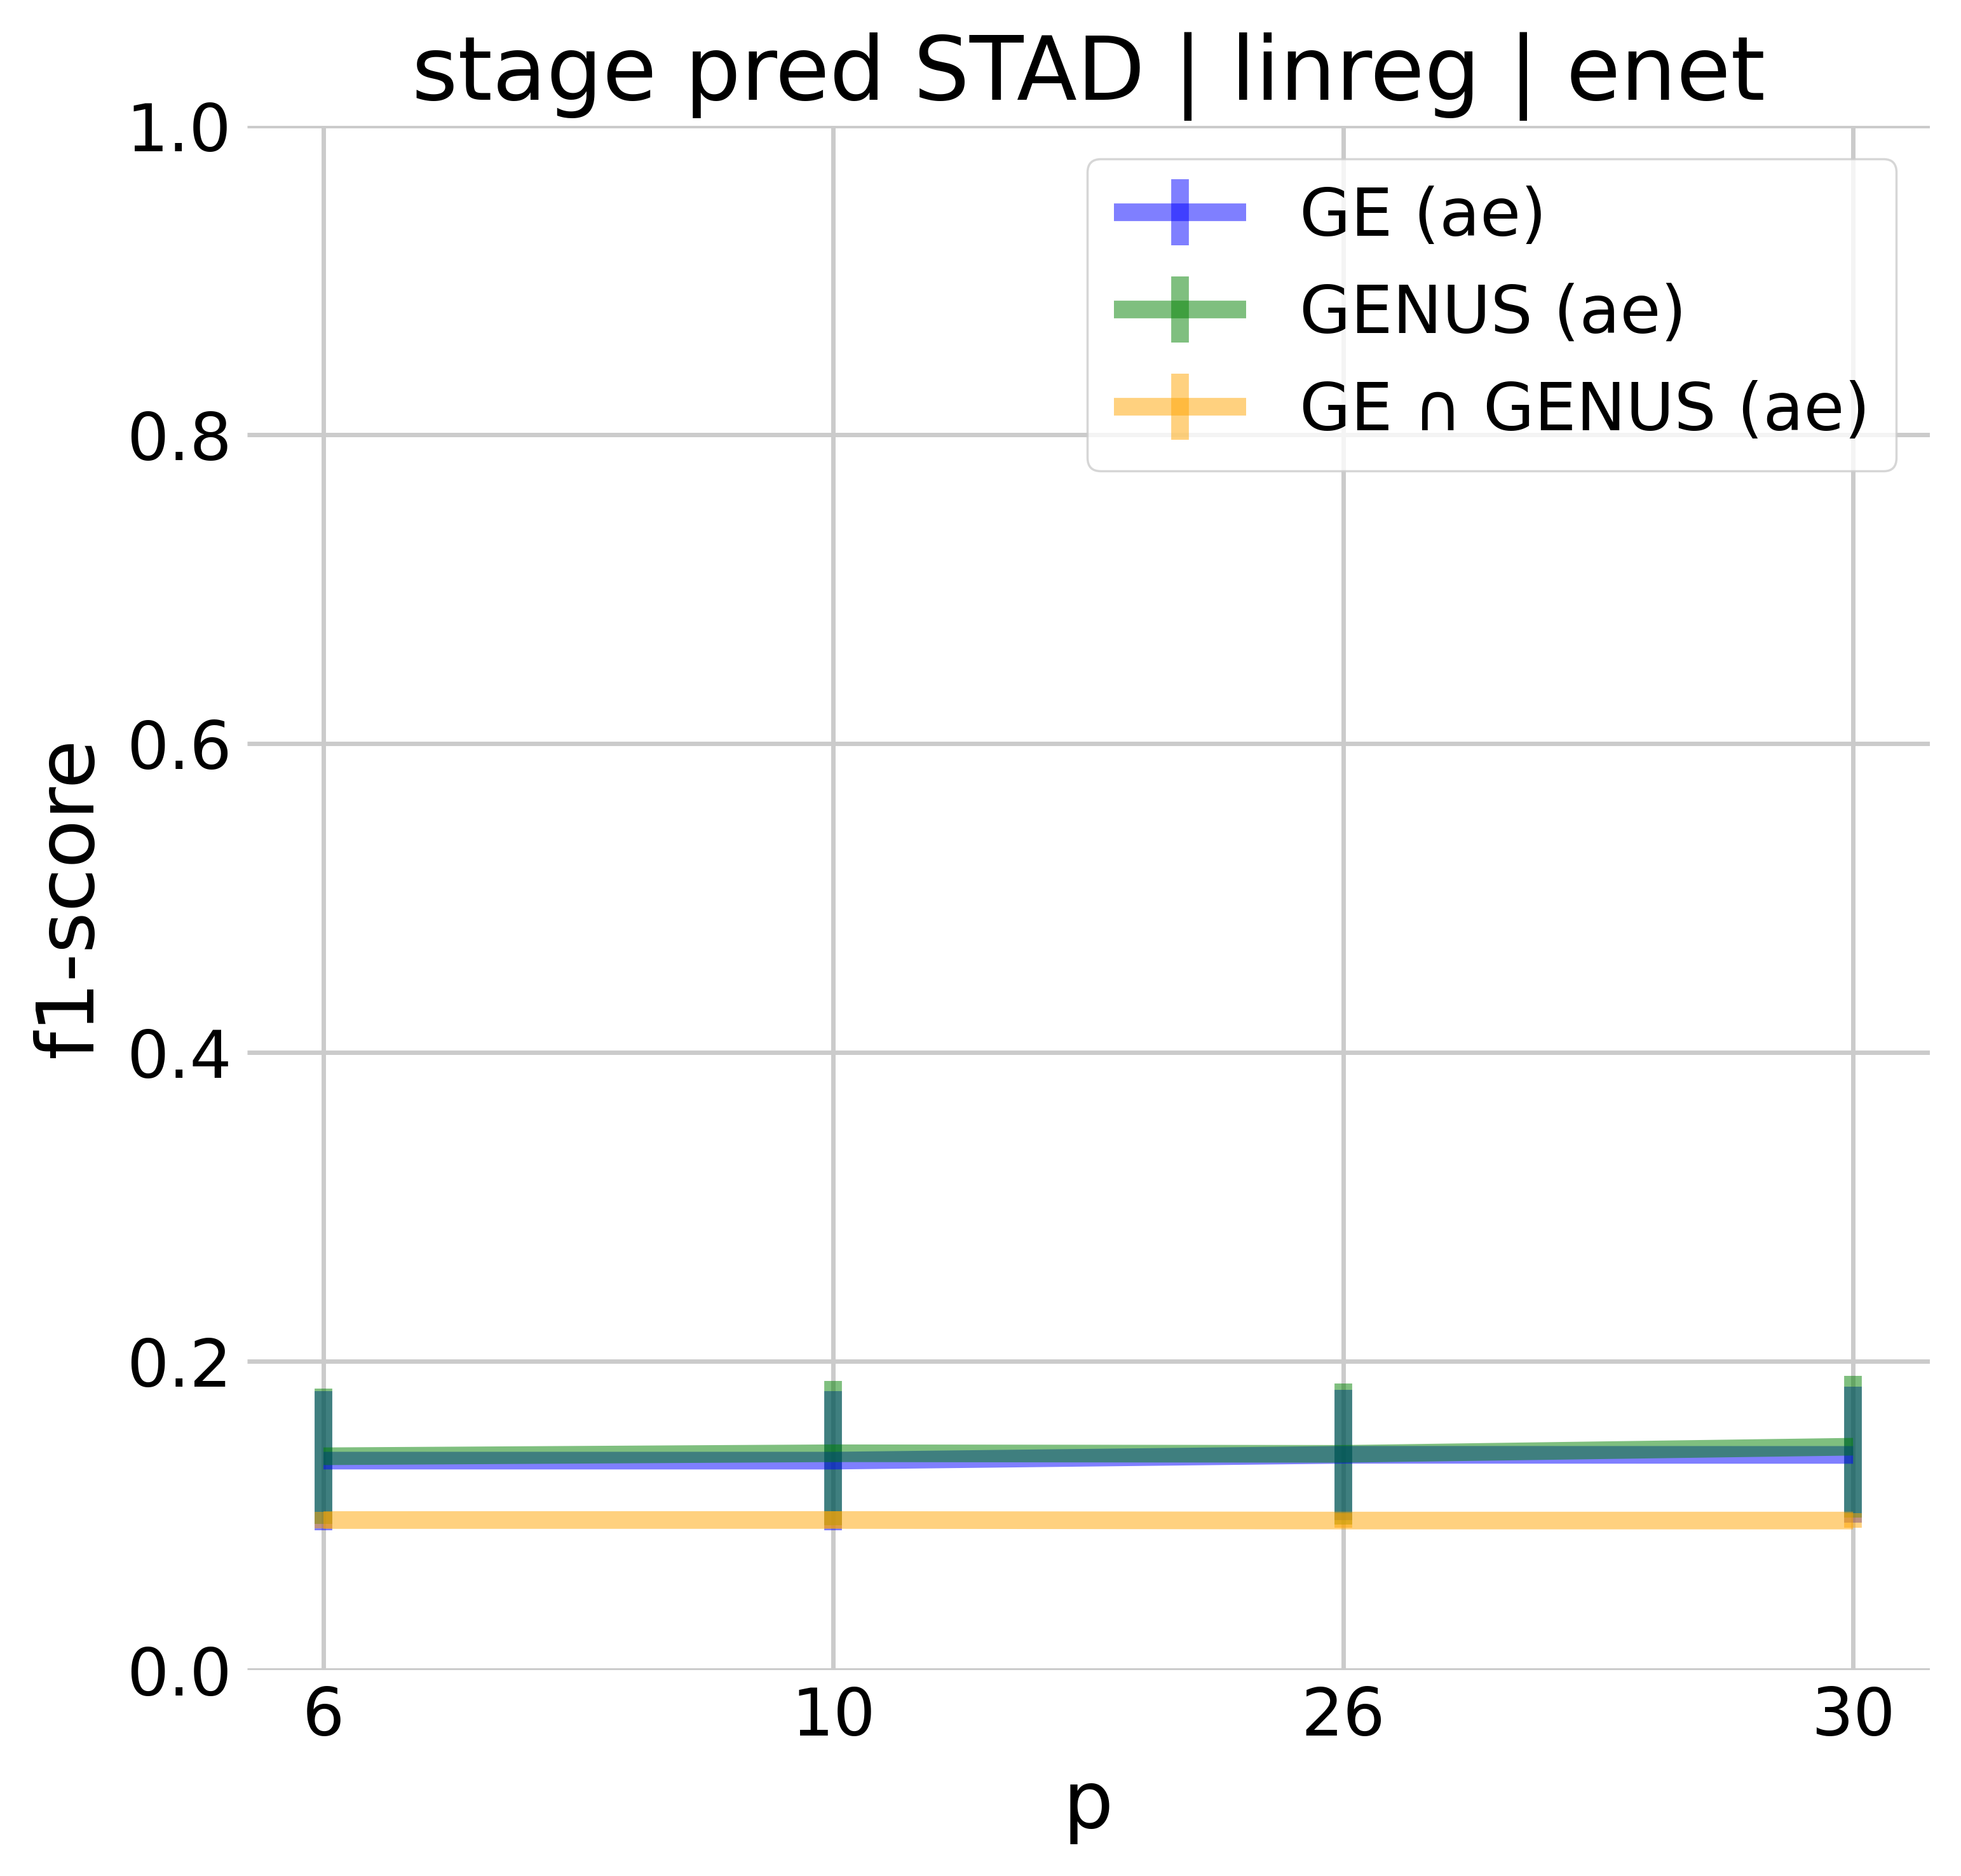 stage pred STAD | linreg | enet
1.0
0.8
0.6
0.4
0.2
0.0
f1-score
GE (ae)
GENUS (ae)
GE ∩ GENUS (ae)
6 10 26 30
p